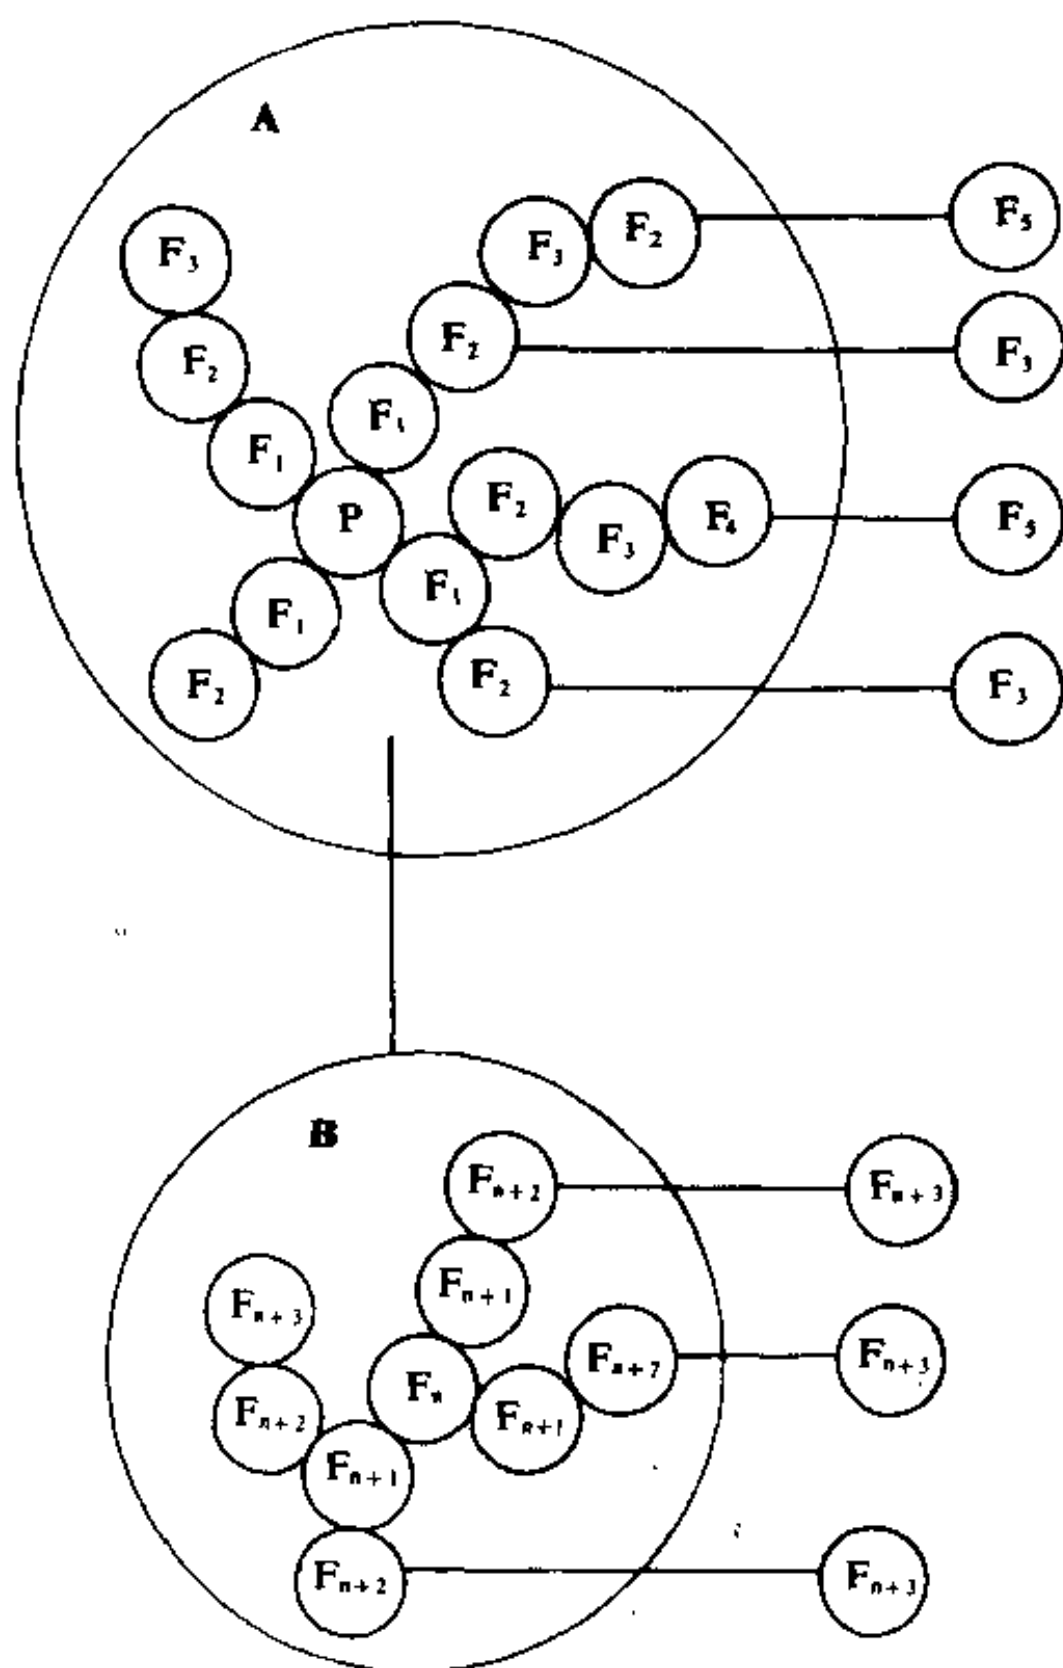 A
F₃ F₂ F₅
F₃
F₂ F₃
F₂
F₁
F₁ F₂
P F₄ F₅
F₃
F₁
F₁
F₂ F₂ F₃
B
Fₙ₊₂ Fₙ₊₃
Fₙ₊₁
Fₙ₊₃
Fₙ Fₙ₊₇ Fₙ₊₃
Fₙ₊₂ Fₙ₊₁
Fₙ₊₁
Fₙ₊₂ Fₙ₊₃